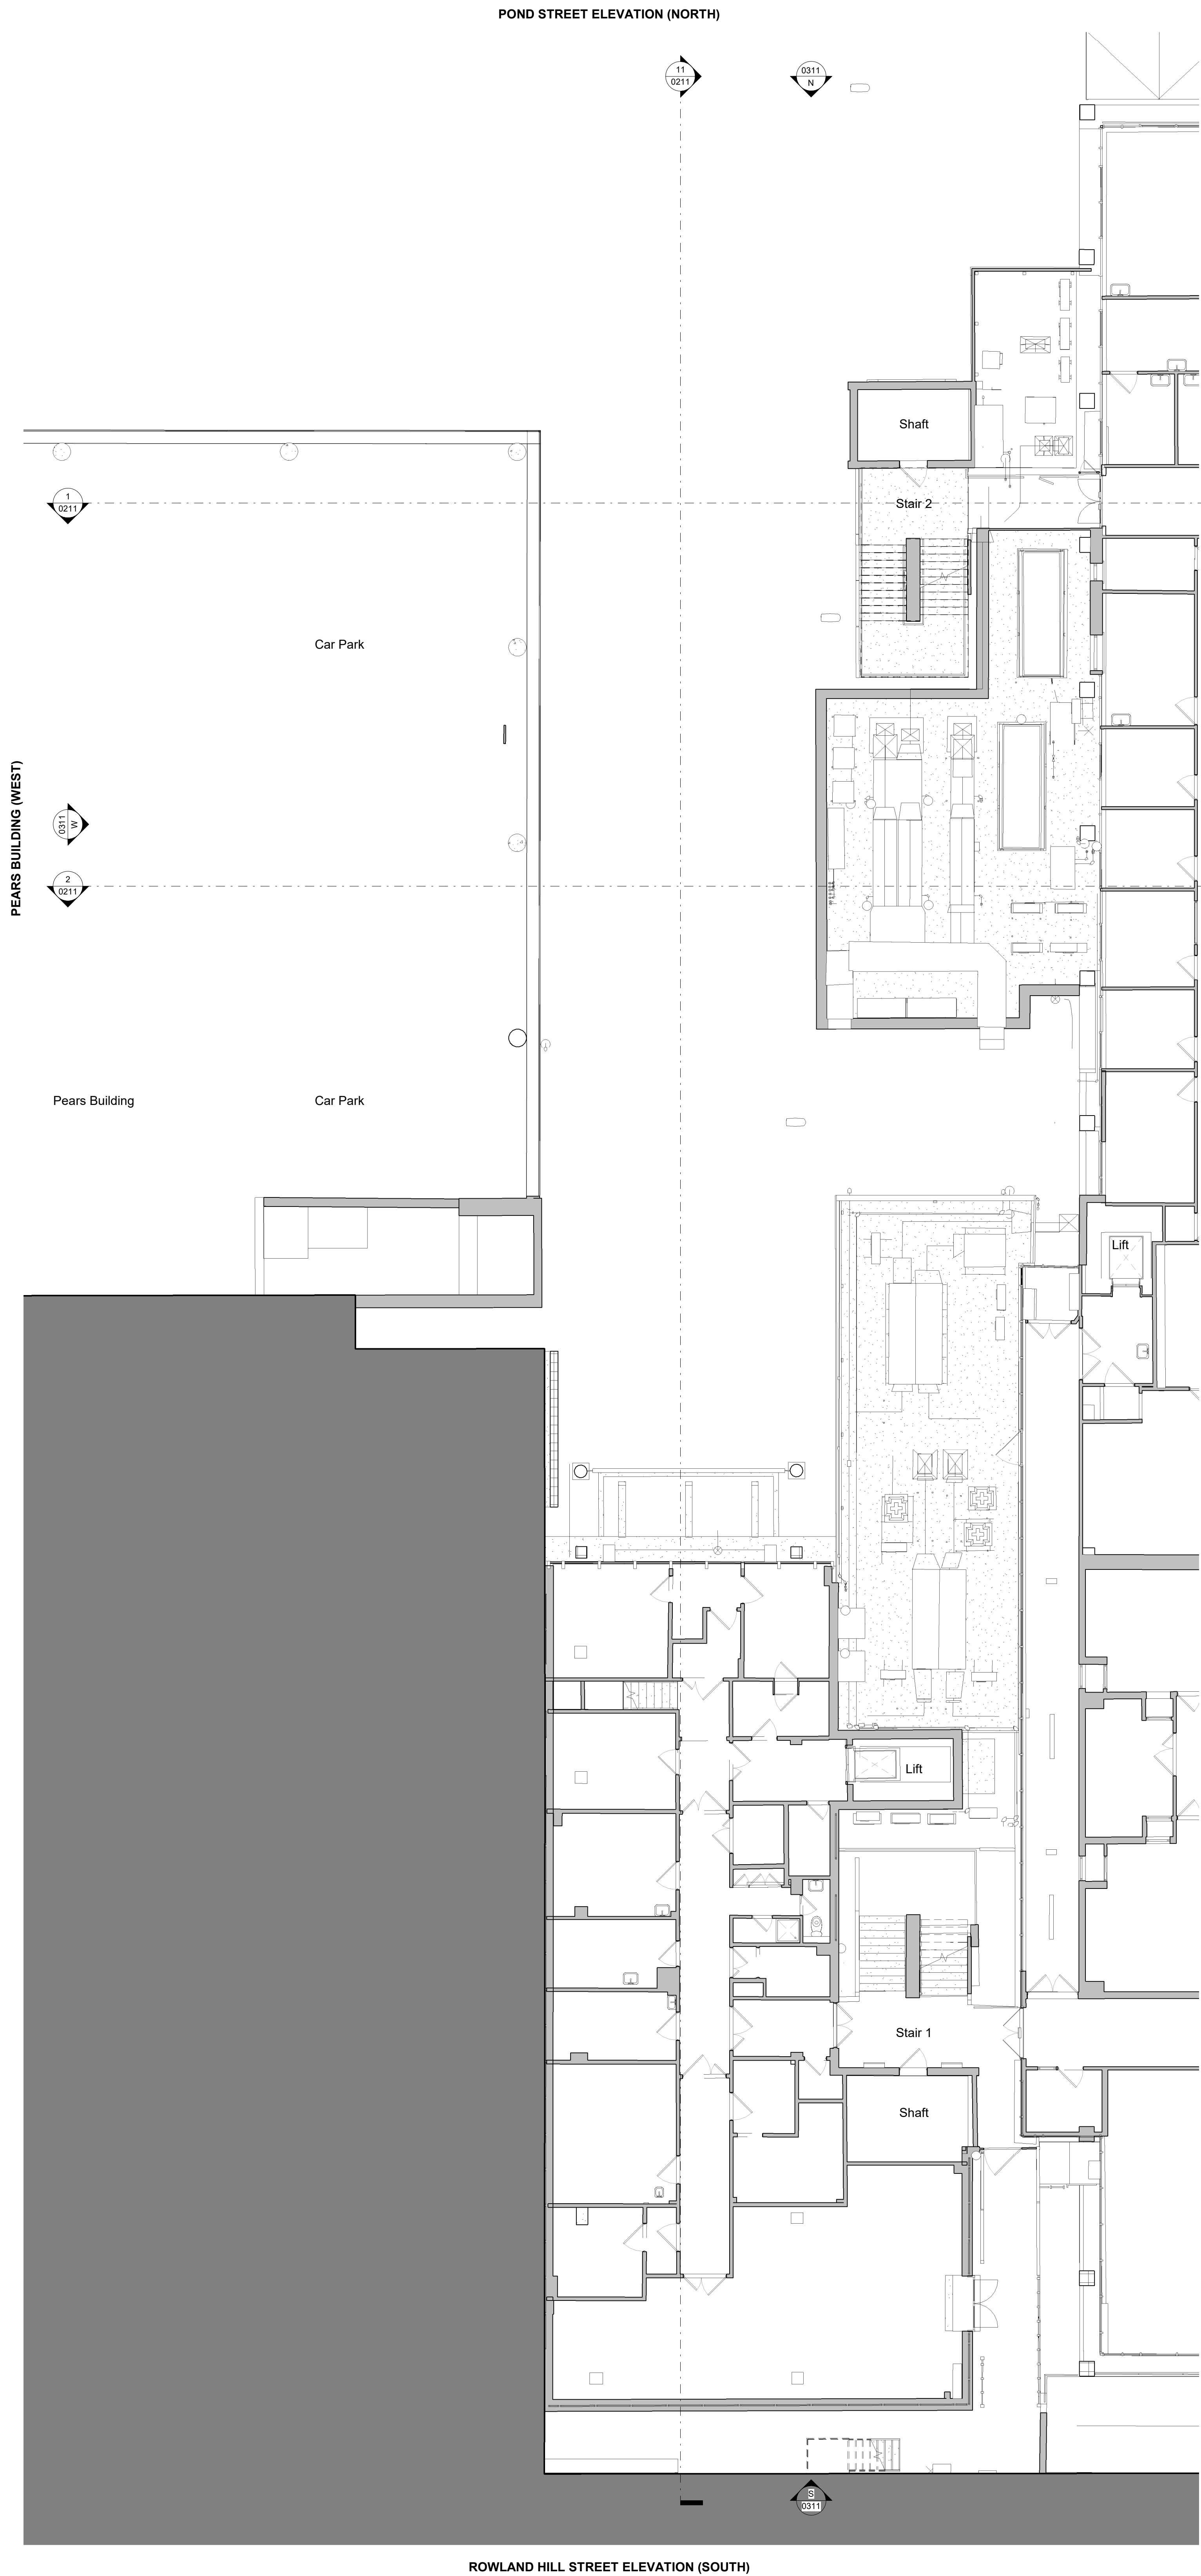 POND STREET ELEVATION (NORTH)
11
0211
0311
N
Shaft
1
0211
Stair 2
Car Park
PEARS BUILDING (WEST)
0311
W
2
0211
Pears Building
Car Park
Lift
Lift
Stair 1
Shaft
S
0311
ROWLAND HILL STREET ELEVATION (SOUTH)